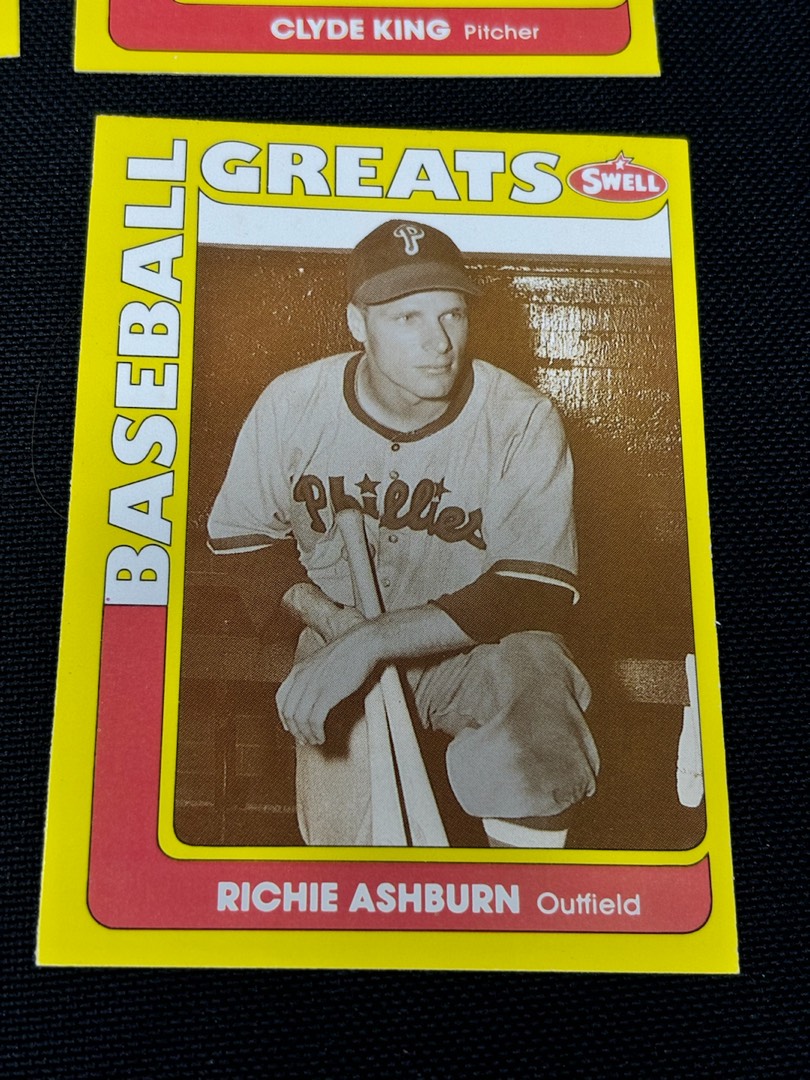 CLYDE KING Pitcher
BASEBALL
GREATS
SWELL
P
Phillies
RICHIE ASHBURN Outfield